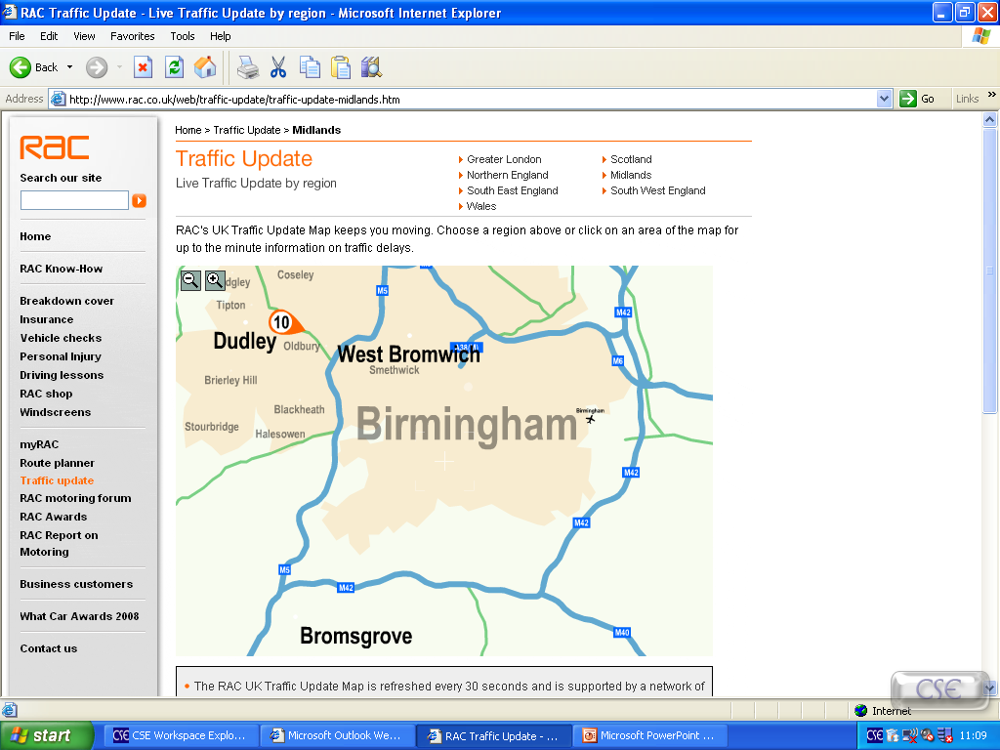 RAC Traffic Update - Live Traffic Update by region - Microsoft Internet Explorer
File Edit View Favorites Tools Help
Back
Address http://www.rac.co.uk/web/traffic-update/traffic-update-midlands.htm Go Links »
RAC
Search our site
Home
RAC Know-How
Breakdown cover
Insurance
Vehicle checks
Personal Injury
Driving lessons
RAC shop
Windscreens
myRAC
Route planner
Traffic update
RAC motoring forum
RAC Awards
RAC Report on
Motoring
Business customers
What Car Awards 2008
Contact us
Home > Traffic Update > Midlands
Traffic Update
Live Traffic Update by region
Greater London
Northern England
South East England
Wales
Scotland
Midlands
South West England
RAC's UK Traffic Update Map keeps you moving. Choose a region above or click on an area of the map for
up to the minute information on traffic delays.
dgley
Coseley
M5
Tipton
M42
10
Dudley
Oldbury
West Bromwich
Smethwick
M6
Brierley Hill
Blackheath
Birmingham
Birmingham
Stourbridge
Halesowen
M42
M42
M5
M42
Bromsgrove
M40
• The RAC UK Traffic Update Map is refreshed every 30 seconds and is supported by a network of
CSE
Internet
start
CSE CSE Workspace Explo...
Microsoft Outlook We...
RAC Traffic Update - ...
Microsoft PowerPoint ...
CSE
11:09